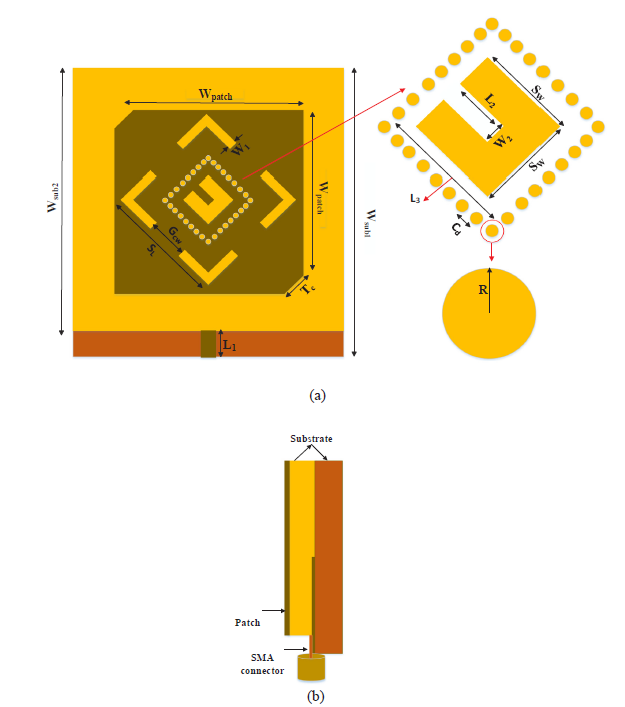 Wpatch
W1
Wpatch
Wsub2
Wsub1
Gcw
SL
Tc
L1
Sw
L2
W2
Sw
L3
Cd
R
(a)
Substrate
Patch
SMA
connector
(b)